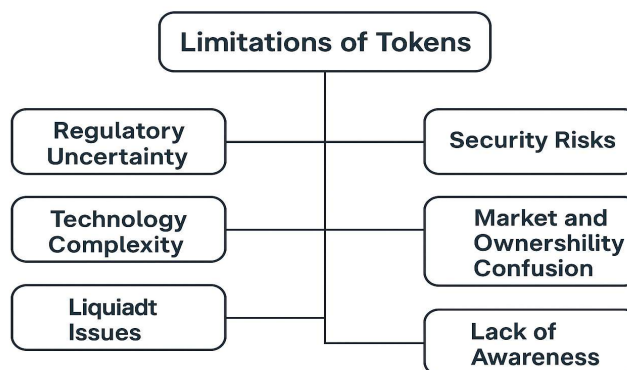 Limitations of Tokens
Regulatory
Uncertainty
Security Risks
Technology
Complexity
Market and
Ownershility
Confusion
Liquiadt
Issues
Lack of
Awareness